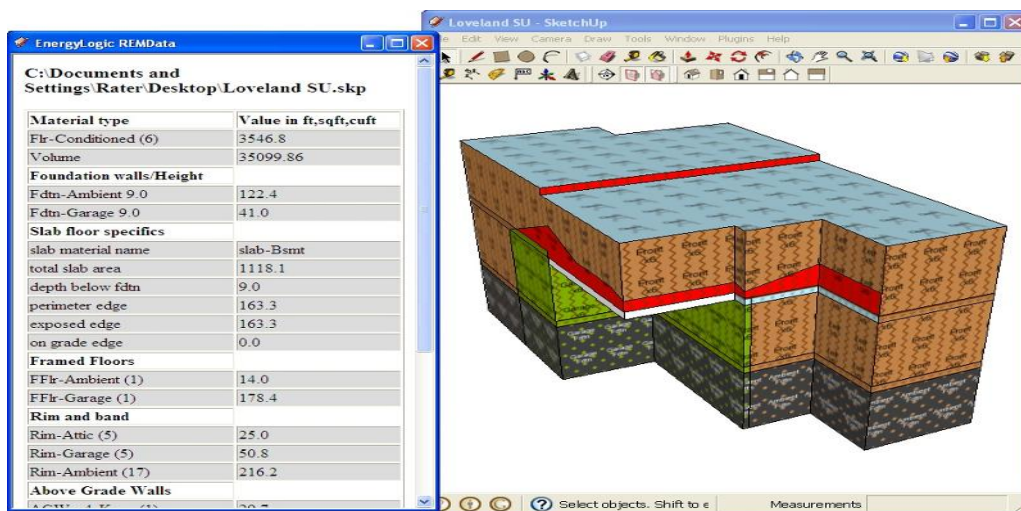 EnergyLogic REMData
C:\Documents and
Settings\Rater\Desktop\Loveland SU.skp
Material type Value in ft,sqft,cuft
Flr-Conditioned (6) 3546.8
Volume 35099.86
Foundation walls/Height
Fdtn-Ambient 9.0 122.4
Fdtn-Garage 9.0 41.0
Slab floor specifics
slab material name slab-Bsmt
total slab area 1118.1
depth below fdtn 9.0
perimeter edge 163.3
exposed edge 163.3
on grade edge 0.0
Framed Floors
FFlr-Ambient (1) 14.0
FFlr-Garage (1) 178.4
Rim and band
Rim-Attic (5) 25.0
Rim-Garage (5) 50.8
Rim-Ambient (17) 216.2
Above Grade Walls
Loveland SU - SketchUp
Edit View Camera Draw Tools Window Plugins Help
Front
Garage
Ambient
Select objects. Shift to e
Measurements